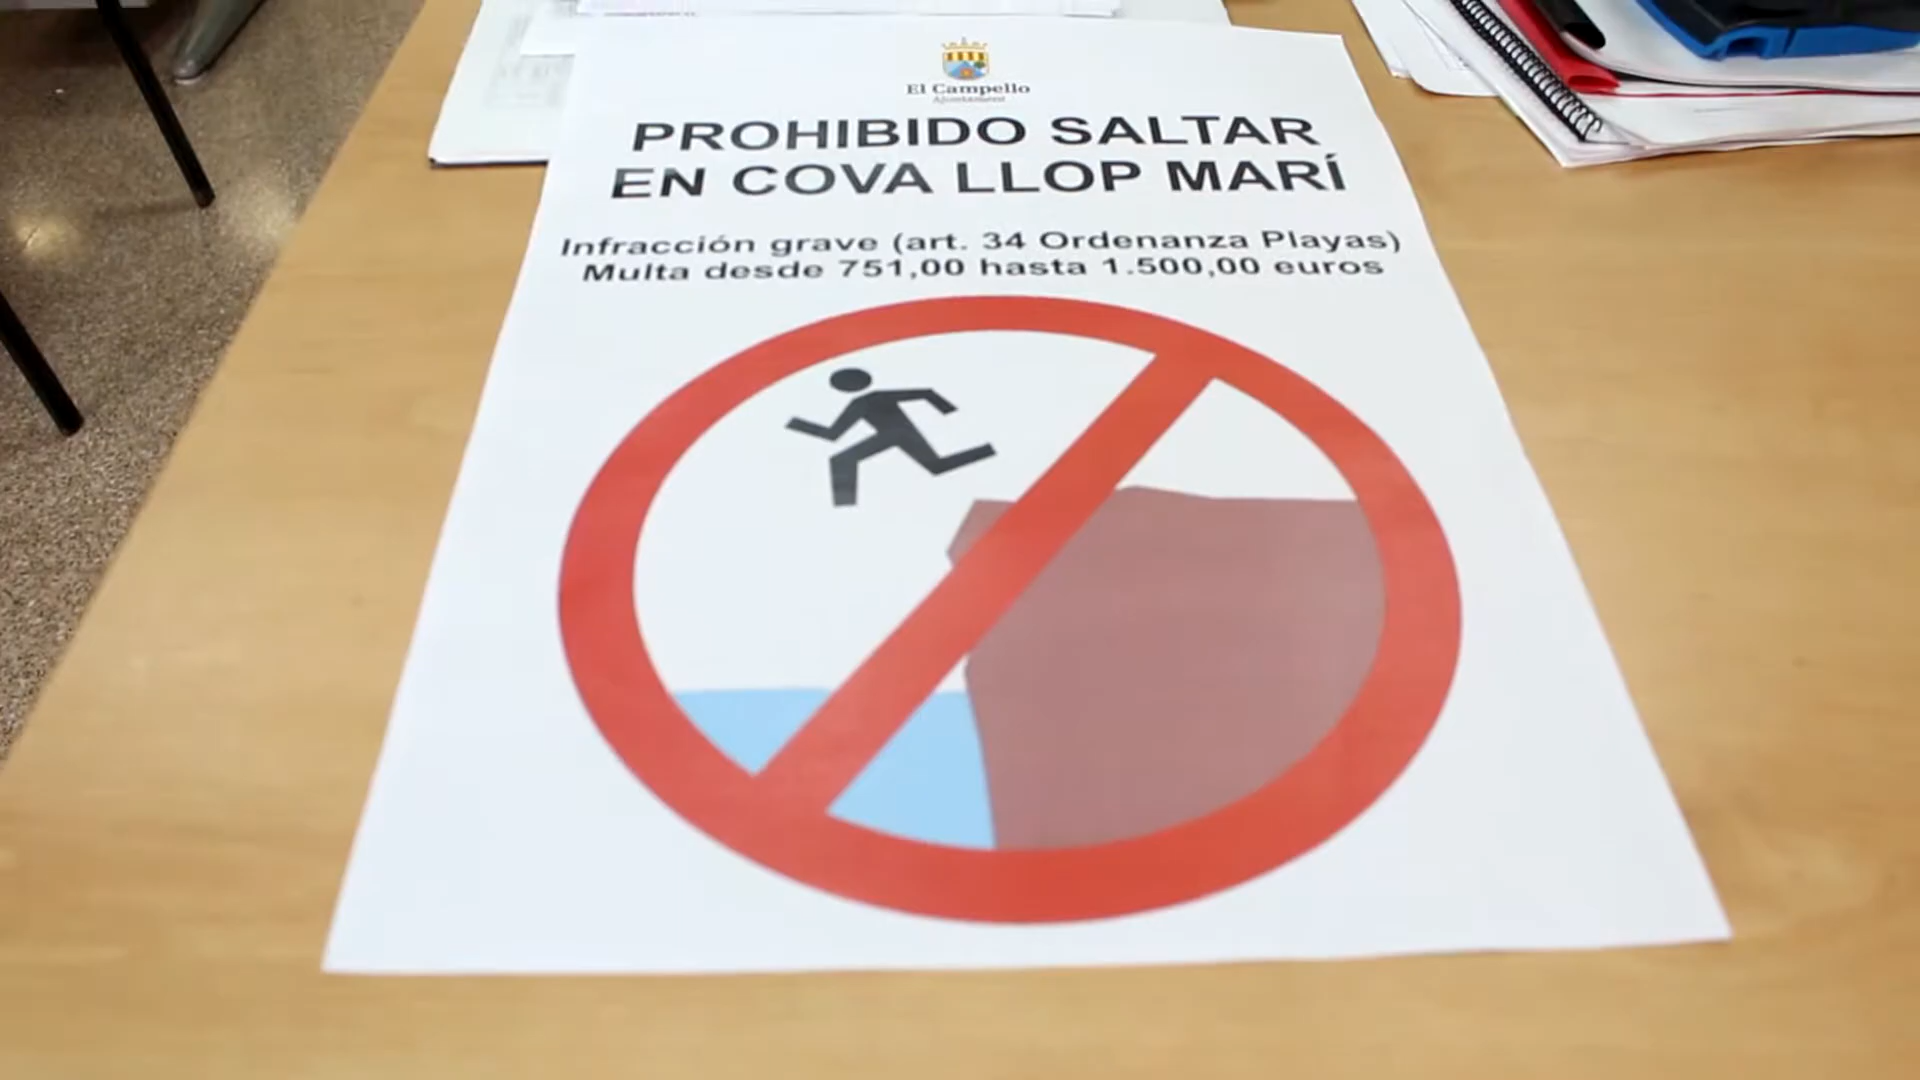 El Campello
Ajuntament
PROHIBIDO SALTAR
EN COVA LLOP MARÍ
Infracción grave (art. 34 Ordenanza Playas)
Multa desde 751,00 hasta 1.500,00 euros